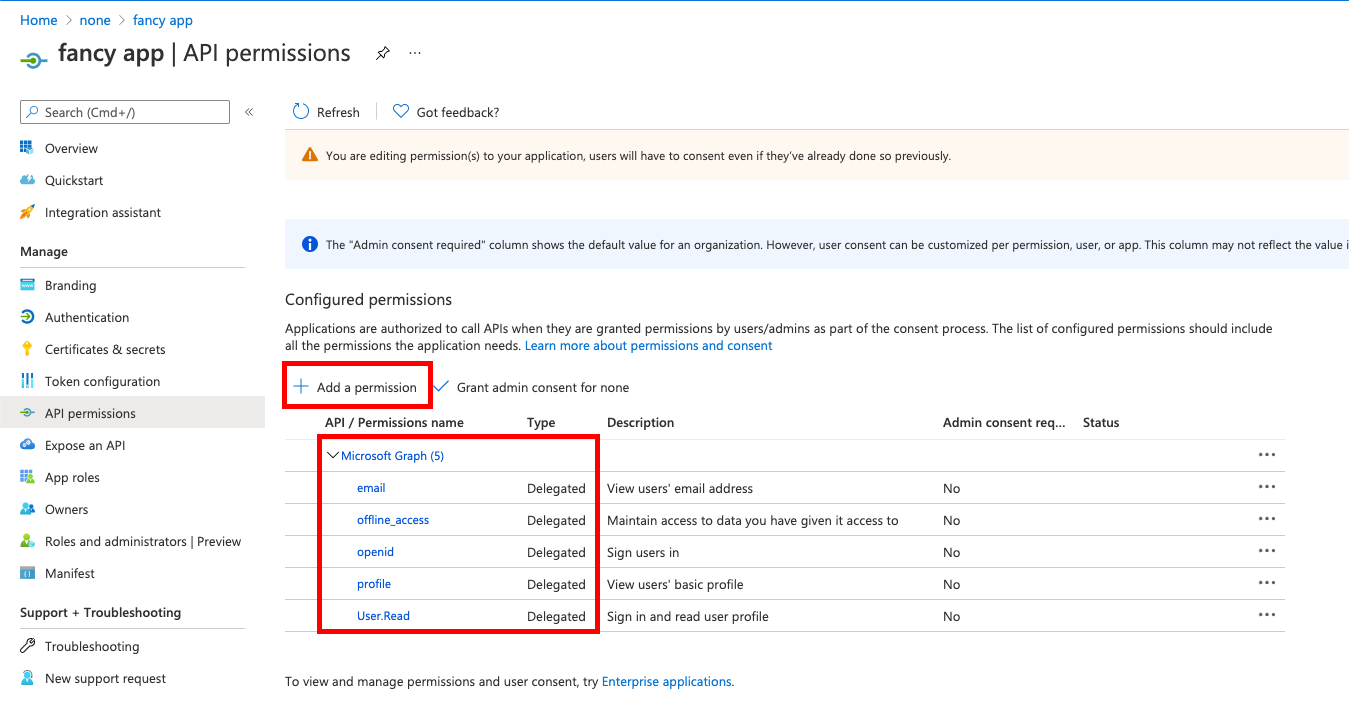 Home > none > fancy app
fancy app | API permissions ...
Search (Cmd+/) «
Overview
Quickstart
Integration assistant
Manage
Branding
Authentication
Certificates & secrets
Token configuration
API permissions
Expose an API
App roles
Owners
Roles and administrators | Preview
Manifest
Support + Troubleshooting
Troubleshooting
New support request
Refresh | Got feedback?
You are editing permission(s) to your application, users will have to consent even if they've already done so previously.
The "Admin consent required" column shows the default value for an organization. However, user consent can be customized per permission, user, or app. This column may not reflect the value i
Configured permissions
Applications are authorized to call APIs when they are granted permissions by users/admins as part of the consent process. The list of configured permissions should include
all the permissions the application needs. Learn more about permissions and consent
Add a permission Grant admin consent for none
API / Permissions name Type Description Admin consent req... Status
Microsoft Graph (5)
email Delegated View users' email address No
offline_access Delegated Maintain access to data you have given it access to No
openid Delegated Sign users in No
profile Delegated View users' basic profile No
User.Read Delegated Sign in and read user profile No
To view and manage permissions and user consent, try Enterprise applications.